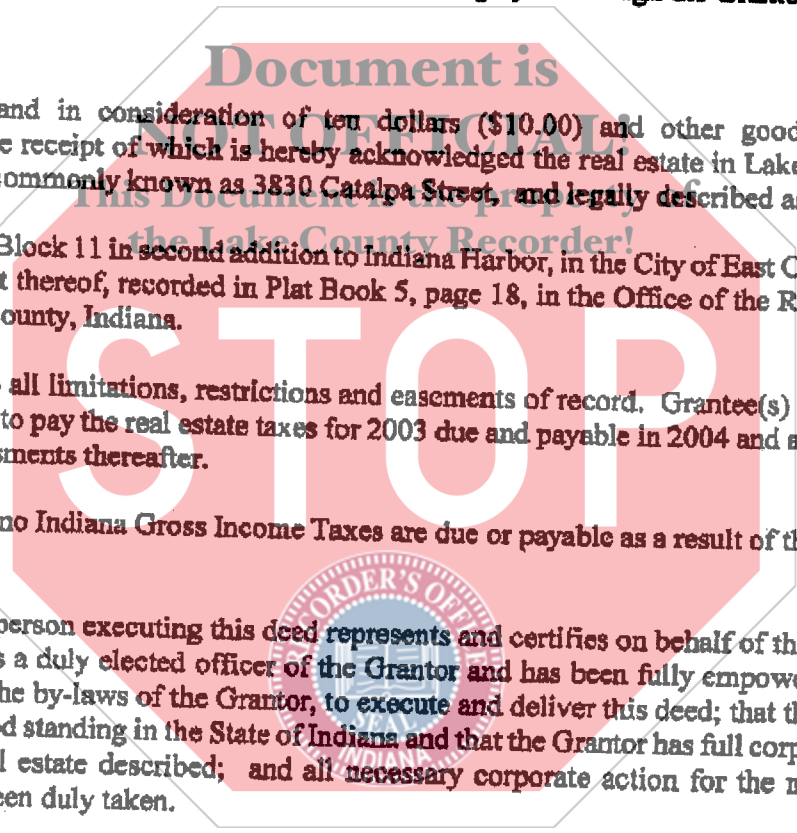 Document is
NOT OFFICIAL!
This Document is the property of
the Lake County Recorder!
STOP
and in consideration of ten dollars ($10.00) and other good
e receipt of which is hereby acknowledged the real estate in Lake
ommonly known as 3830 Catalpa Street, and legally described a
Block 11 in second addition to Indiana Harbor, in the City of East C
t thereof, recorded in Plat Book 5, page 18, in the Office of the R
ounty, Indiana.
all limitations, restrictions and easements of record. Grantee(s)
to pay the real estate taxes for 2003 due and payable in 2004 and a
sments thereafter.
no Indiana Gross Income Taxes are due or payable as a result of th
person executing this deed represents and certifies on behalf of th
s a duly elected officer of the Grantor and has been fully empowe
he by-laws of the Grantor, to execute and deliver this deed; that th
d standing in the State of Indiana and that the Grantor has full corp
l estate described; and all necessary corporate action for the m
een duly taken.
RECORDER'S OFFICE
SEAL
INDIANA